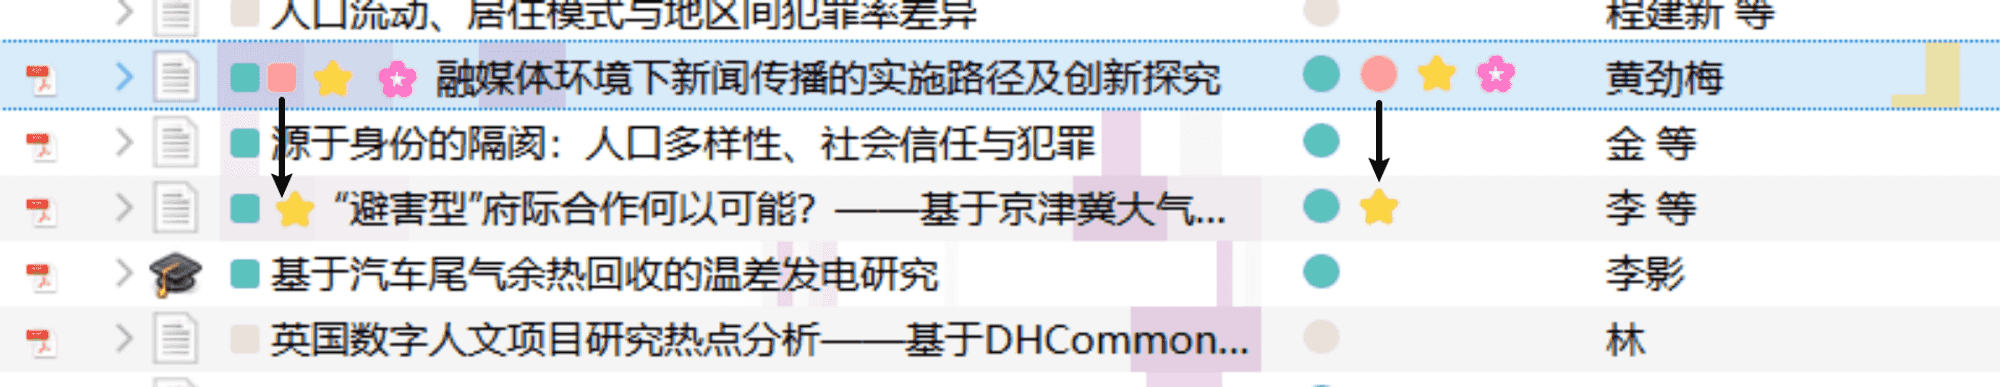 人口流动、居住模式与地区间犯罪率差异 程建新 等
融媒体环境下新闻传播的实施路径及创新探究 黄劲梅
源于身份的隔阂：人口多样性、社会信任与犯罪 金 等
“避害型”府际合作何以可能？——基于京津冀大气... 李 等
基于汽车尾气余热回收的温差发电研究 李影
英国数字人文项目研究热点分析——基于DHCommon... 林